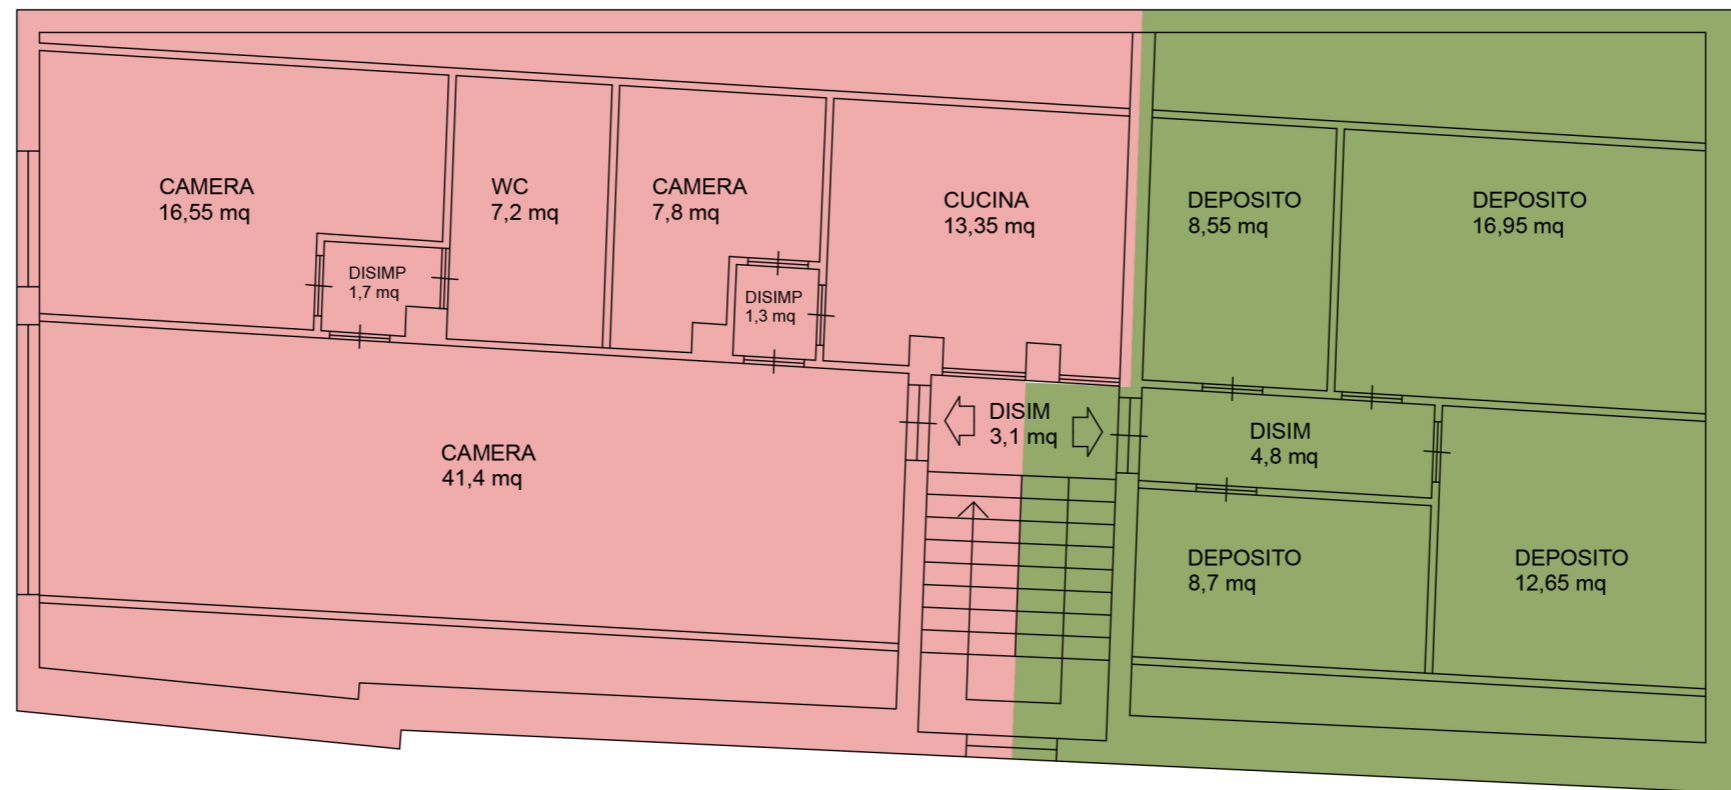 CAMERA
16,55 mq
WC
7,2 mq
CAMERA
7,8 mq
CUCINA
13,35 mq
DEPOSITO
8,55 mq
DEPOSITO
16,95 mq
DISIMP
1,7 mq
DISIMP
1,3 mq
CAMERA
41,4 mq
DISIM
3,1 mq
DISIM
4,8 mq
DEPOSITO
8,7 mq
DEPOSITO
12,65 mq